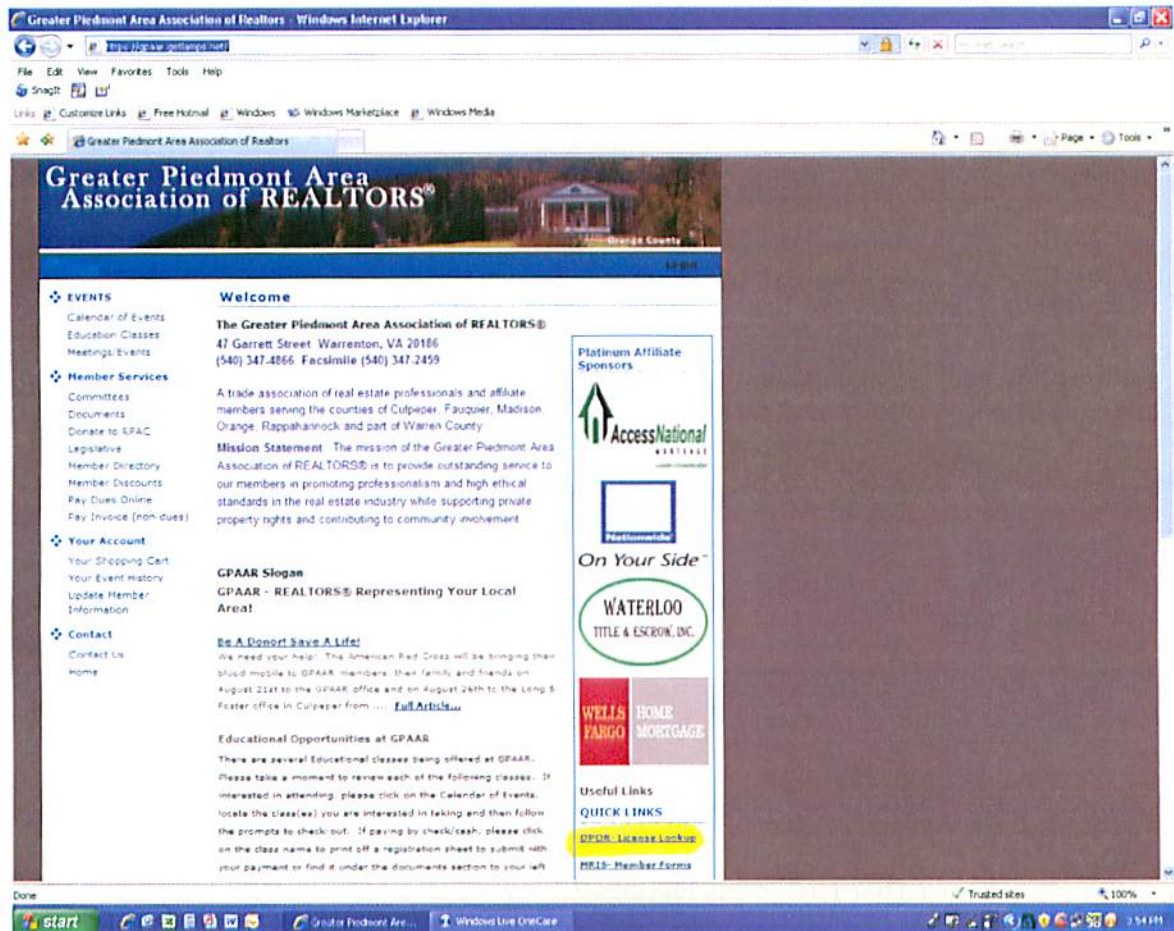 Greater Piedmont Area Association of Realtors - Windows Internet Explorer
https://gpaar.getlamps.net/
File Edit View Favorites Tools Help
SnagIt
Links Customize Links Free Hotmail Windows Windows Marketplace Windows Media
Greater Piedmont Area Association of Realtors
Page Tools
Greater Piedmont Area
Association of REALTORS®
Orange County
Login
EVENTS
Calendar of Events
Education Classes
Meetings/Events
Member Services
Committees
Documents
Donate to RPAC
Legislative
Member Directory
Member Discounts
Pay Dues Online
Pay Invoice (non-dues)
Your Account
Your Shopping Cart
Your Event History
Update Member
Information
Contact
Contact Us
Home
Welcome
The Greater Piedmont Area Association of REALTORS®
47 Garrett Street Warrenton, VA 20186
(540) 347-4866 Facsimile (540) 347-2459
A trade association of real estate professionals and affiliate
members serving the counties of Culpeper, Fauquier, Madison,
Orange, Rappahannock and part of Warren County
Mission Statement The mission of the Greater Piedmont Area
Association of REALTORS® is to provide outstanding service to
our members in promoting professionalism and high ethical
standards in the real estate industry while supporting private
property rights and contributing to community involvement
GPAAR Slogan
GPAAR - REALTORS® Representing Your Local
Area!
Be A Donor! Save A Life!
We need your help! The American Red Cross will be bringing their
blood mobile to GPAAR members, their family and friends on
August 21st to the GPAAR office and on August 26th to the Long &
Foster office in Culpeper from .... Full Article...
Educational Opportunities at GPAAR
There are several Educational classes being offered at GPAAR.
Please take a moment to review each of the following classes. If
interested in attending, please click on the Calendar of Events,
locate the class(es) you are interested in taking and then follow
the prompts to check out. If paying by check/cash, please click
on the class name to print off a registration sheet to submit with
your payment or find it under the documents section to your left
Platinum Affiliate
Sponsors
AccessNational
MORTGAGE
Nationwide®
On Your Side™
WATERLOO
TITLE & ESCROW, INC.
WELLS
FARGO
HOME
MORTGAGE
Useful Links
QUICK LINKS
DPOR- License Lookup
MRIS- Member Forms
Done
Trusted sites
100%
start
Greater Piedmont Are...
Windows Live OneCare
3:54 PM